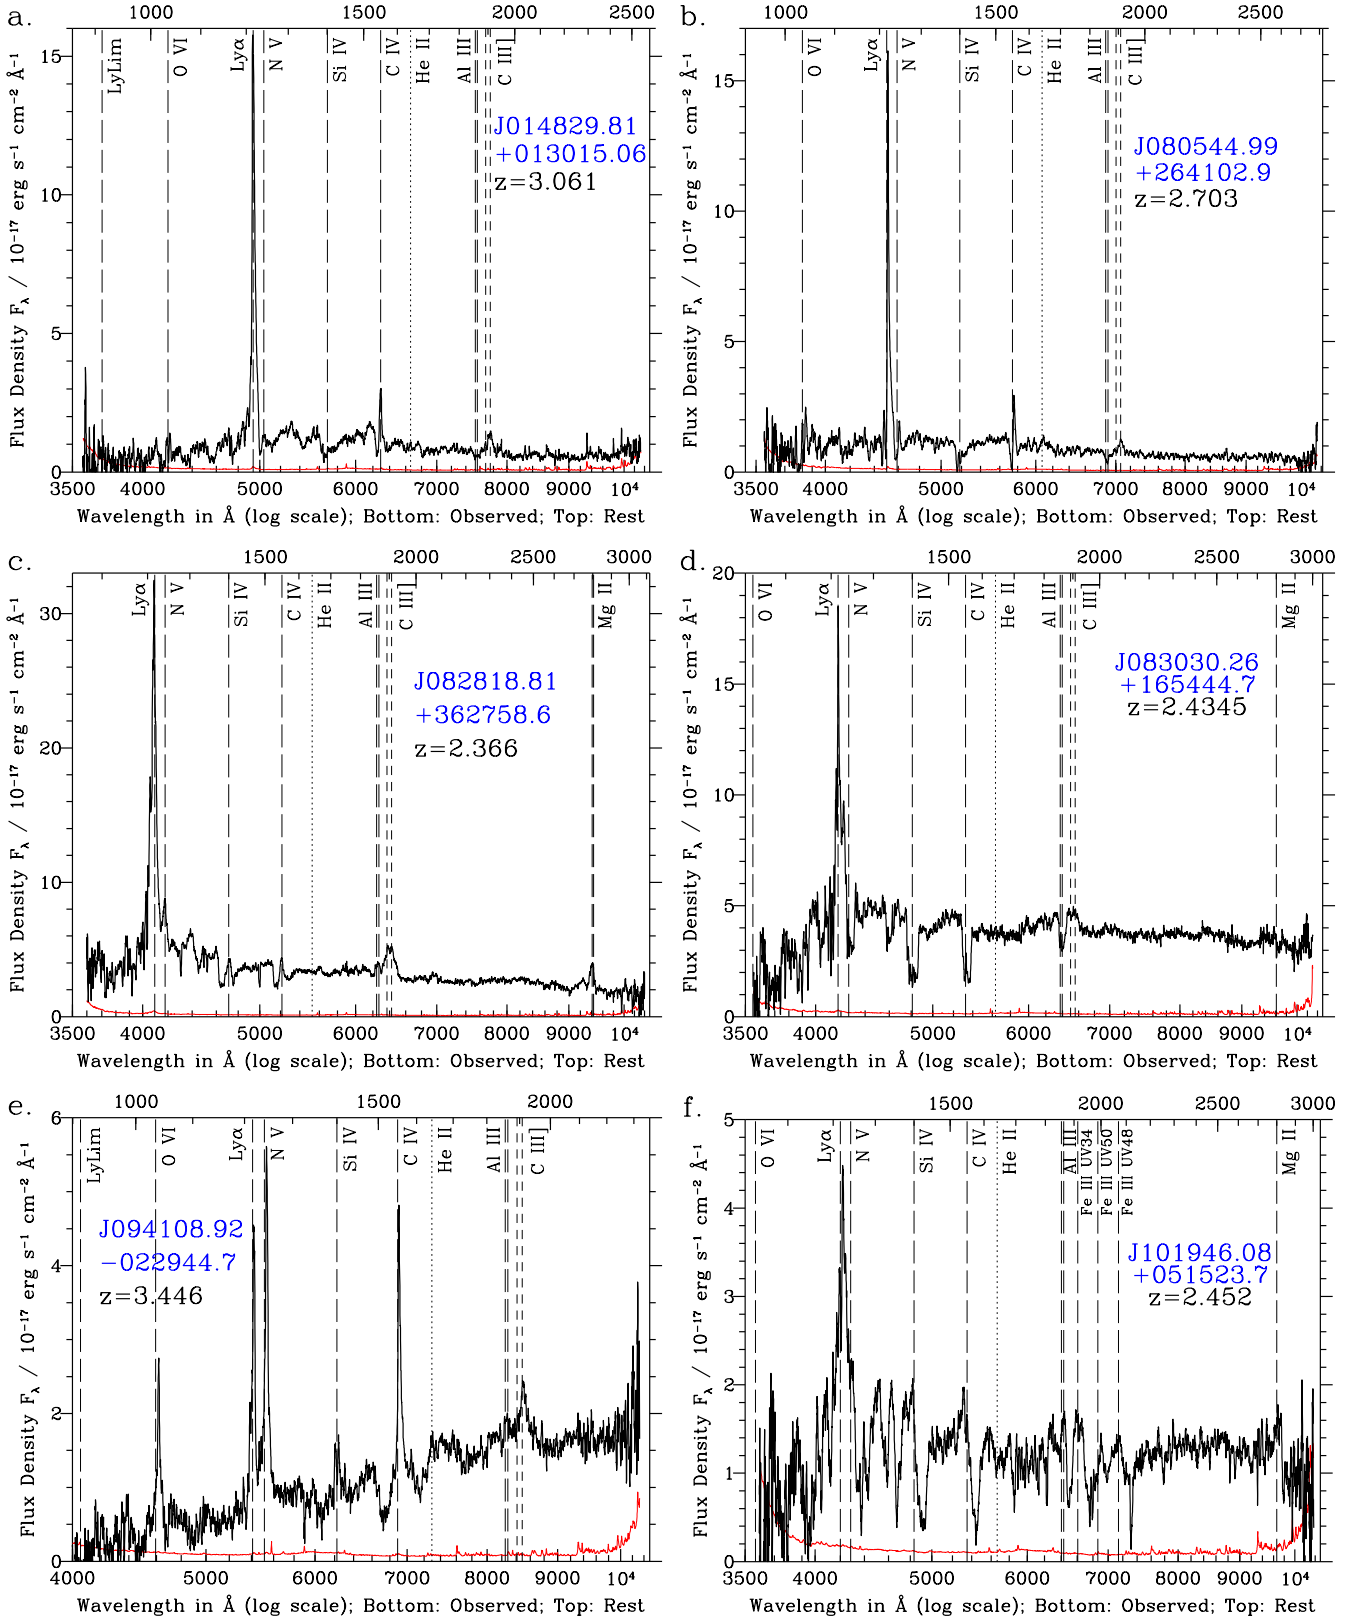 a.
1000 1500 2000 2500
LyLim O VI Lyα N V Si IV C IV He II Al III C III]
J014829.81
+013015.06
z=3.061
15
10
5
0
Flux Density Fλ / 10⁻¹⁷ erg s⁻¹ cm⁻² Å⁻¹
3500 4000 5000 6000 7000 8000 9000 10⁴
Wavelength in Å (log scale); Bottom: Observed; Top: Rest
b.
1000 1500 2000 2500
O VI Lyα N V Si IV C IV He II Al III C III]
J080544.99
+264102.9
z=2.703
15
10
5
0
Flux Density Fλ / 10⁻¹⁷ erg s⁻¹ cm⁻² Å⁻¹
3500 4000 5000 6000 7000 8000 9000 10⁴
Wavelength in Å (log scale); Bottom: Observed; Top: Rest
c.
1500 2000 2500 3000
Lyα N V Si IV C IV He II Al III C III] Mg II
J082818.81
+362758.6
z=2.366
30
20
10
0
Flux Density Fλ / 10⁻¹⁷ erg s⁻¹ cm⁻² Å⁻¹
3500 4000 5000 6000 7000 8000 9000 10⁴
Wavelength in Å (log scale); Bottom: Observed; Top: Rest
d.
1500 2000 2500 3000
O VI Lyα N V Si IV C IV He II Al III C III] Mg II
J083030.26
+165444.7
z=2.4345
20
15
10
5
0
Flux Density Fλ / 10⁻¹⁷ erg s⁻¹ cm⁻² Å⁻¹
3500 4000 5000 6000 7000 8000 9000 10⁴
Wavelength in Å (log scale); Bottom: Observed; Top: Rest
e.
1000 1500 2000
LyLim O VI Lyα N V Si IV C IV He II Al III C III]
J094108.92
−022944.7
z=3.446
6
4
2
0
Flux Density Fλ / 10⁻¹⁷ erg s⁻¹ cm⁻² Å⁻¹
4000 5000 6000 7000 8000 9000 10⁴
Wavelength in Å (log scale); Bottom: Observed; Top: Rest
f.
1500 2000 2500 3000
O VI Lyα N V Si IV C IV He II Al III Fe III UV34 Fe III UV50 Fe III UV48 Mg II
J101946.08
+051523.7
z=2.452
5
4
3
2
1
0
Flux Density Fλ / 10⁻¹⁷ erg s⁻¹ cm⁻² Å⁻¹
3500 4000 5000 6000 7000 8000 9000 10⁴
Wavelength in Å (log scale); Bottom: Observed; Top: Rest